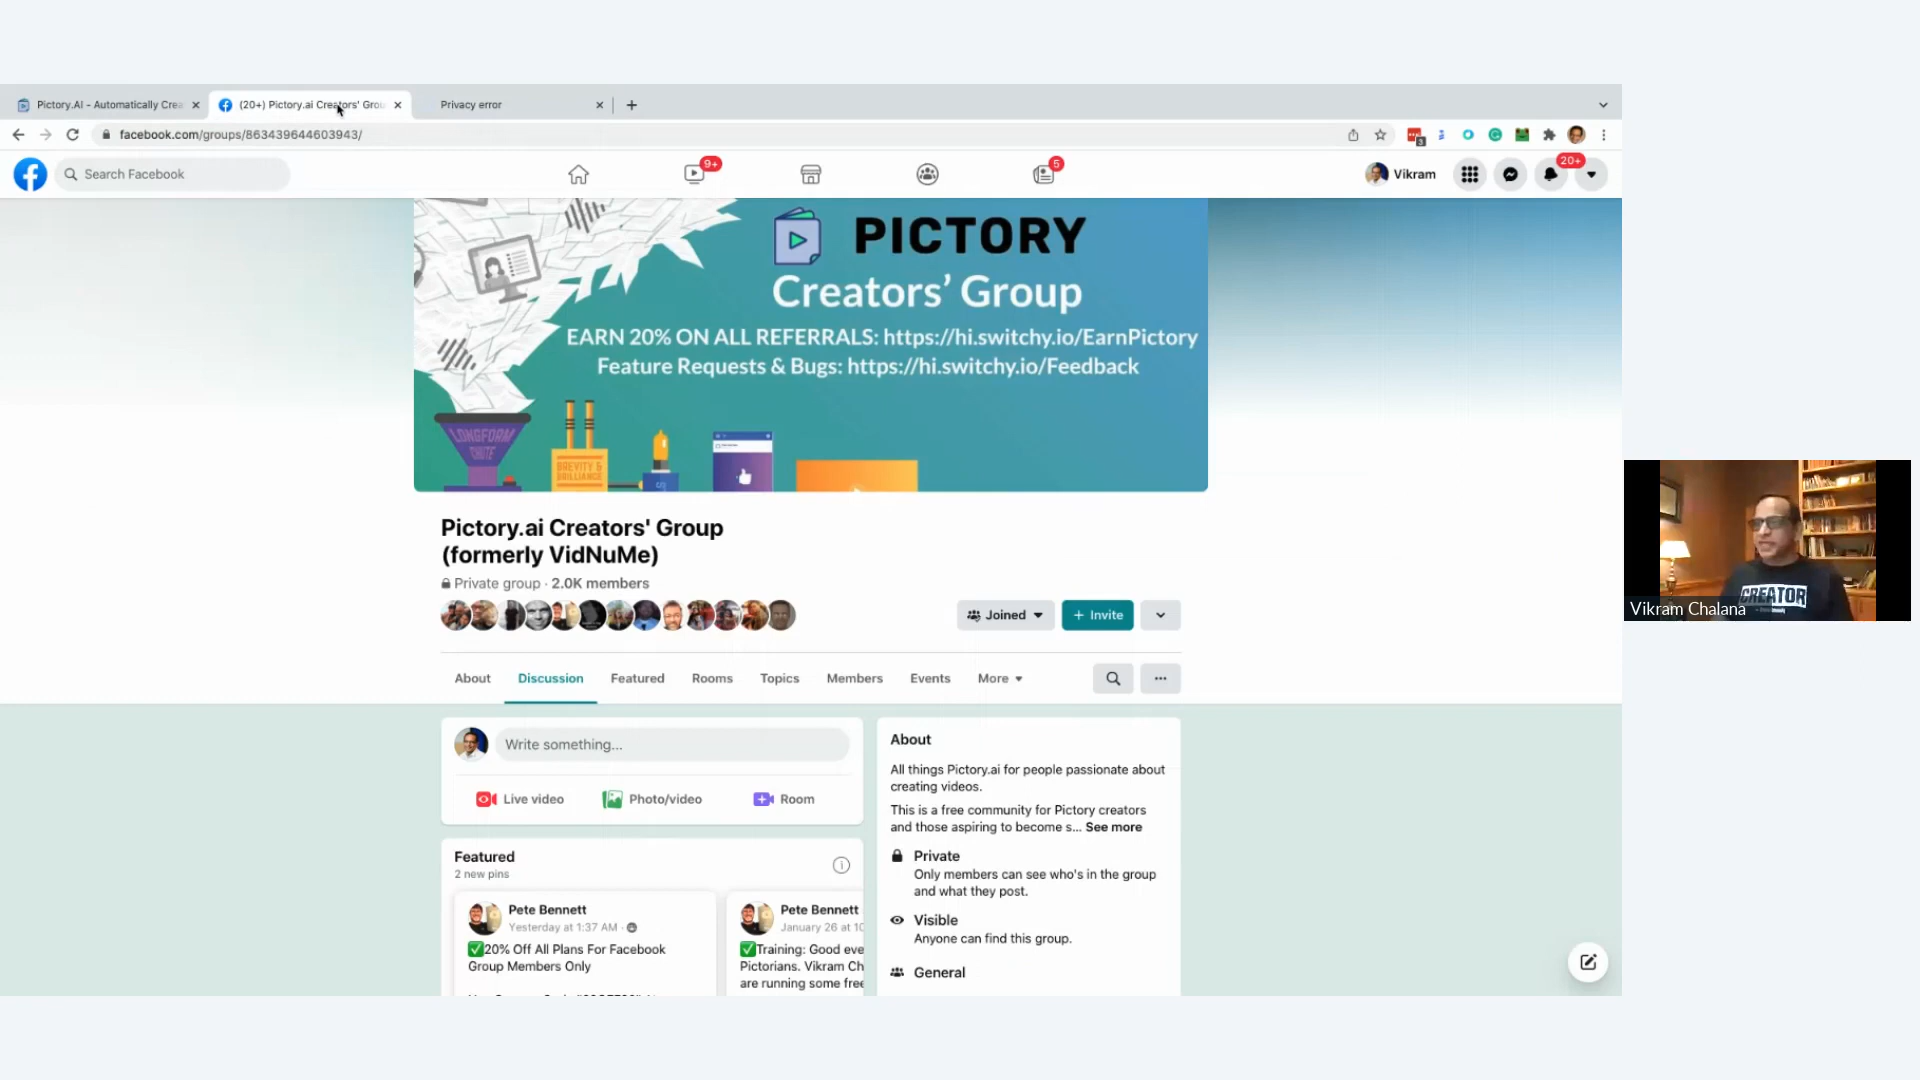 Pictory.AI - Automatically Crea
(20+) Pictory.ai Creators' Grou
Privacy error
facebook.com/groups/863439644603943/
3
Search Facebook
9+
5
Vikram
20+
PICTORY
Creators' Group
EARN 20% ON ALL REFERRALS: https://hi.switchy.io/EarnPictory
Feature Requests & Bugs: https://hi.switchy.io/Feedback
LONGFORM
CHUTE
BREVITY &
BRILLIANCE
Pictory.ai Creators' Group
(formerly VidNuMe)
Private group · 2.0K members
Joined
+ Invite
About
Discussion
Featured
Rooms
Topics
Members
Events
More
Write something...
Live video
Photo/video
Room
Featured
2 new pins
Pete Bennett
Yesterday at 1:37 AM ·
✅20% Off All Plans For Facebook
Group Members Only
Pete Bennett
January 26 at 10
✅Training: Good eve
Pictorians. Vikram Ch
are running some free
About
All things Pictory.ai for people passionate about
creating videos.
This is a free community for Pictory creators
and those aspiring to become s... See more
Private
Only members can see who's in the group
and what they post.
Visible
Anyone can find this group.
General
CREATOR
Vikram Chalana